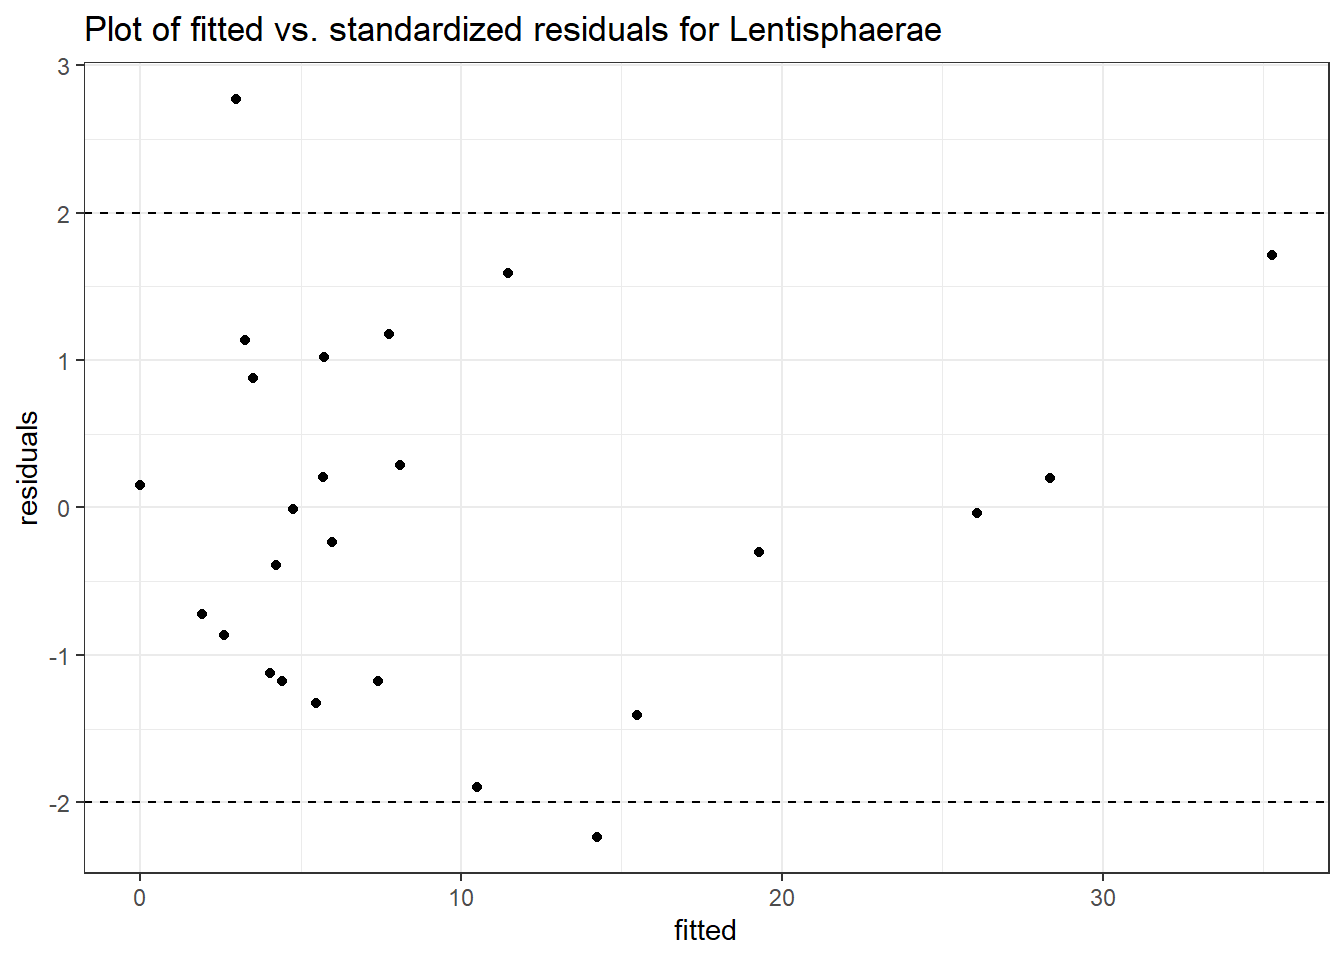 Plot of fitted vs. standardized residuals for Lentisphaerae
3
2
1
0
-1
-2
residuals
0 10 20 30
fitted